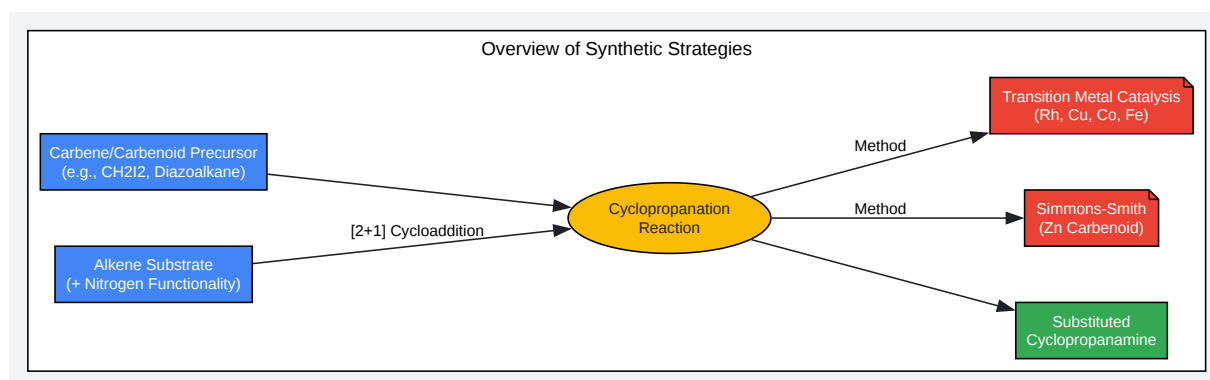 Overview of Synthetic Strategies
Carbene/Carbenoid Precursor
(e.g., CH2I2, Diazoalkane)
Alkene Substrate
(+ Nitrogen Functionality)
[2+1] Cycloaddition
Cyclopropanation
Reaction
Method
Transition Metal Catalysis
(Rh, Cu, Co, Fe)
Method
Simmons-Smith
(Zn Carbenoid)
Substituted
Cyclopropanamine